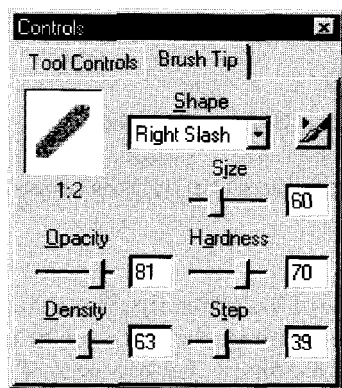 Controls
Tool Controls Brush Tip
Shape
Right Slash
1:2
Size
60
Opacity Hardness
81 70
Density Step
63 39